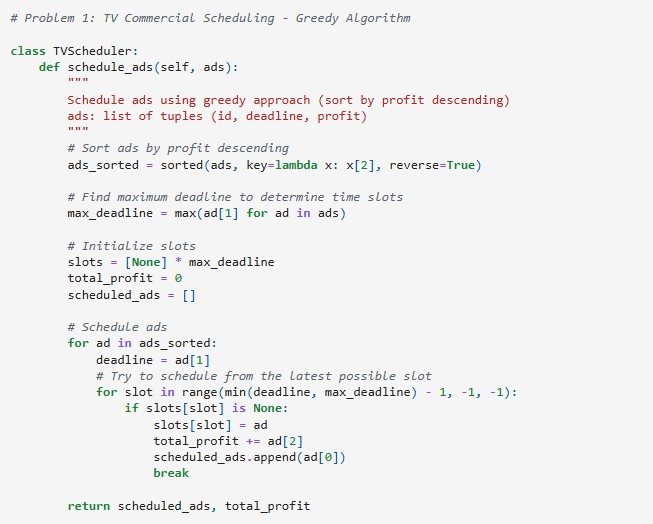 # Problem 1: TV Commercial Scheduling - Greedy Algorithm
class TVScheduler:
def schedule_ads(self, ads):
"""
Schedule ads using greedy approach (sort by profit descending)
ads: list of tuples (id, deadline, profit)
"""
# Sort ads by profit descending
ads_sorted = sorted(ads, key=lambda x: x[2], reverse=True)
# Find maximum deadline to determine time slots
max_deadline = max(ad[1] for ad in ads)
# Initialize slots
slots = [None] * max_deadline
total_profit = 0
scheduled_ads = []
# Schedule ads
for ad in ads_sorted:
deadline = ad[1]
# Try to schedule from the latest possible slot
for slot in range(min(deadline, max_deadline) - 1, -1, -1):
if slots[slot] is None:
slots[slot] = ad
total_profit += ad[2]
scheduled_ads.append(ad[0])
break
return scheduled_ads, total_profit